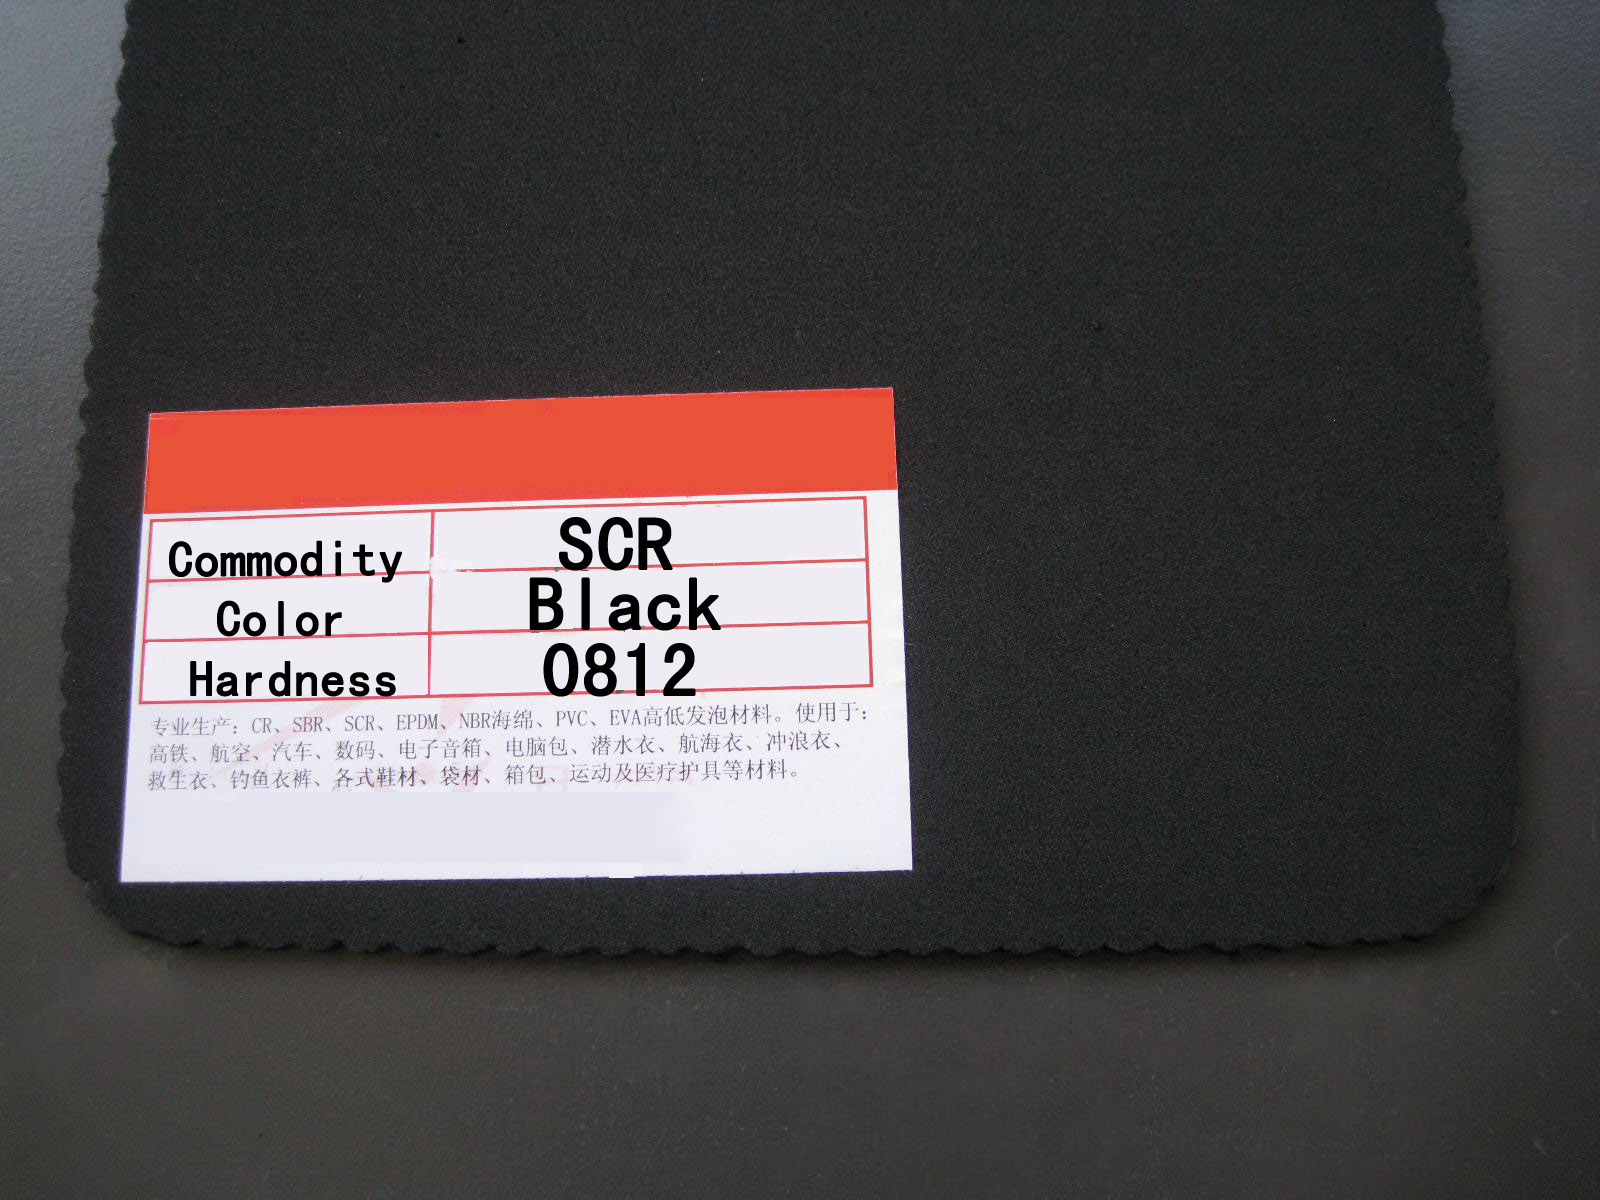 Commodity SCR
Color Black
Hardness 0812
专业生产：CR、SBR、SCR、EPDM、NBR海绵、PVC、EVA高低发泡材料。使用于：
高铁、航空、汽车、数码、电子音箱、电脑包、潜水衣、航海衣、冲浪衣、
救生衣、钓鱼衣裤、各式鞋材、袋材、箱包、运动及医疗护具等材料。